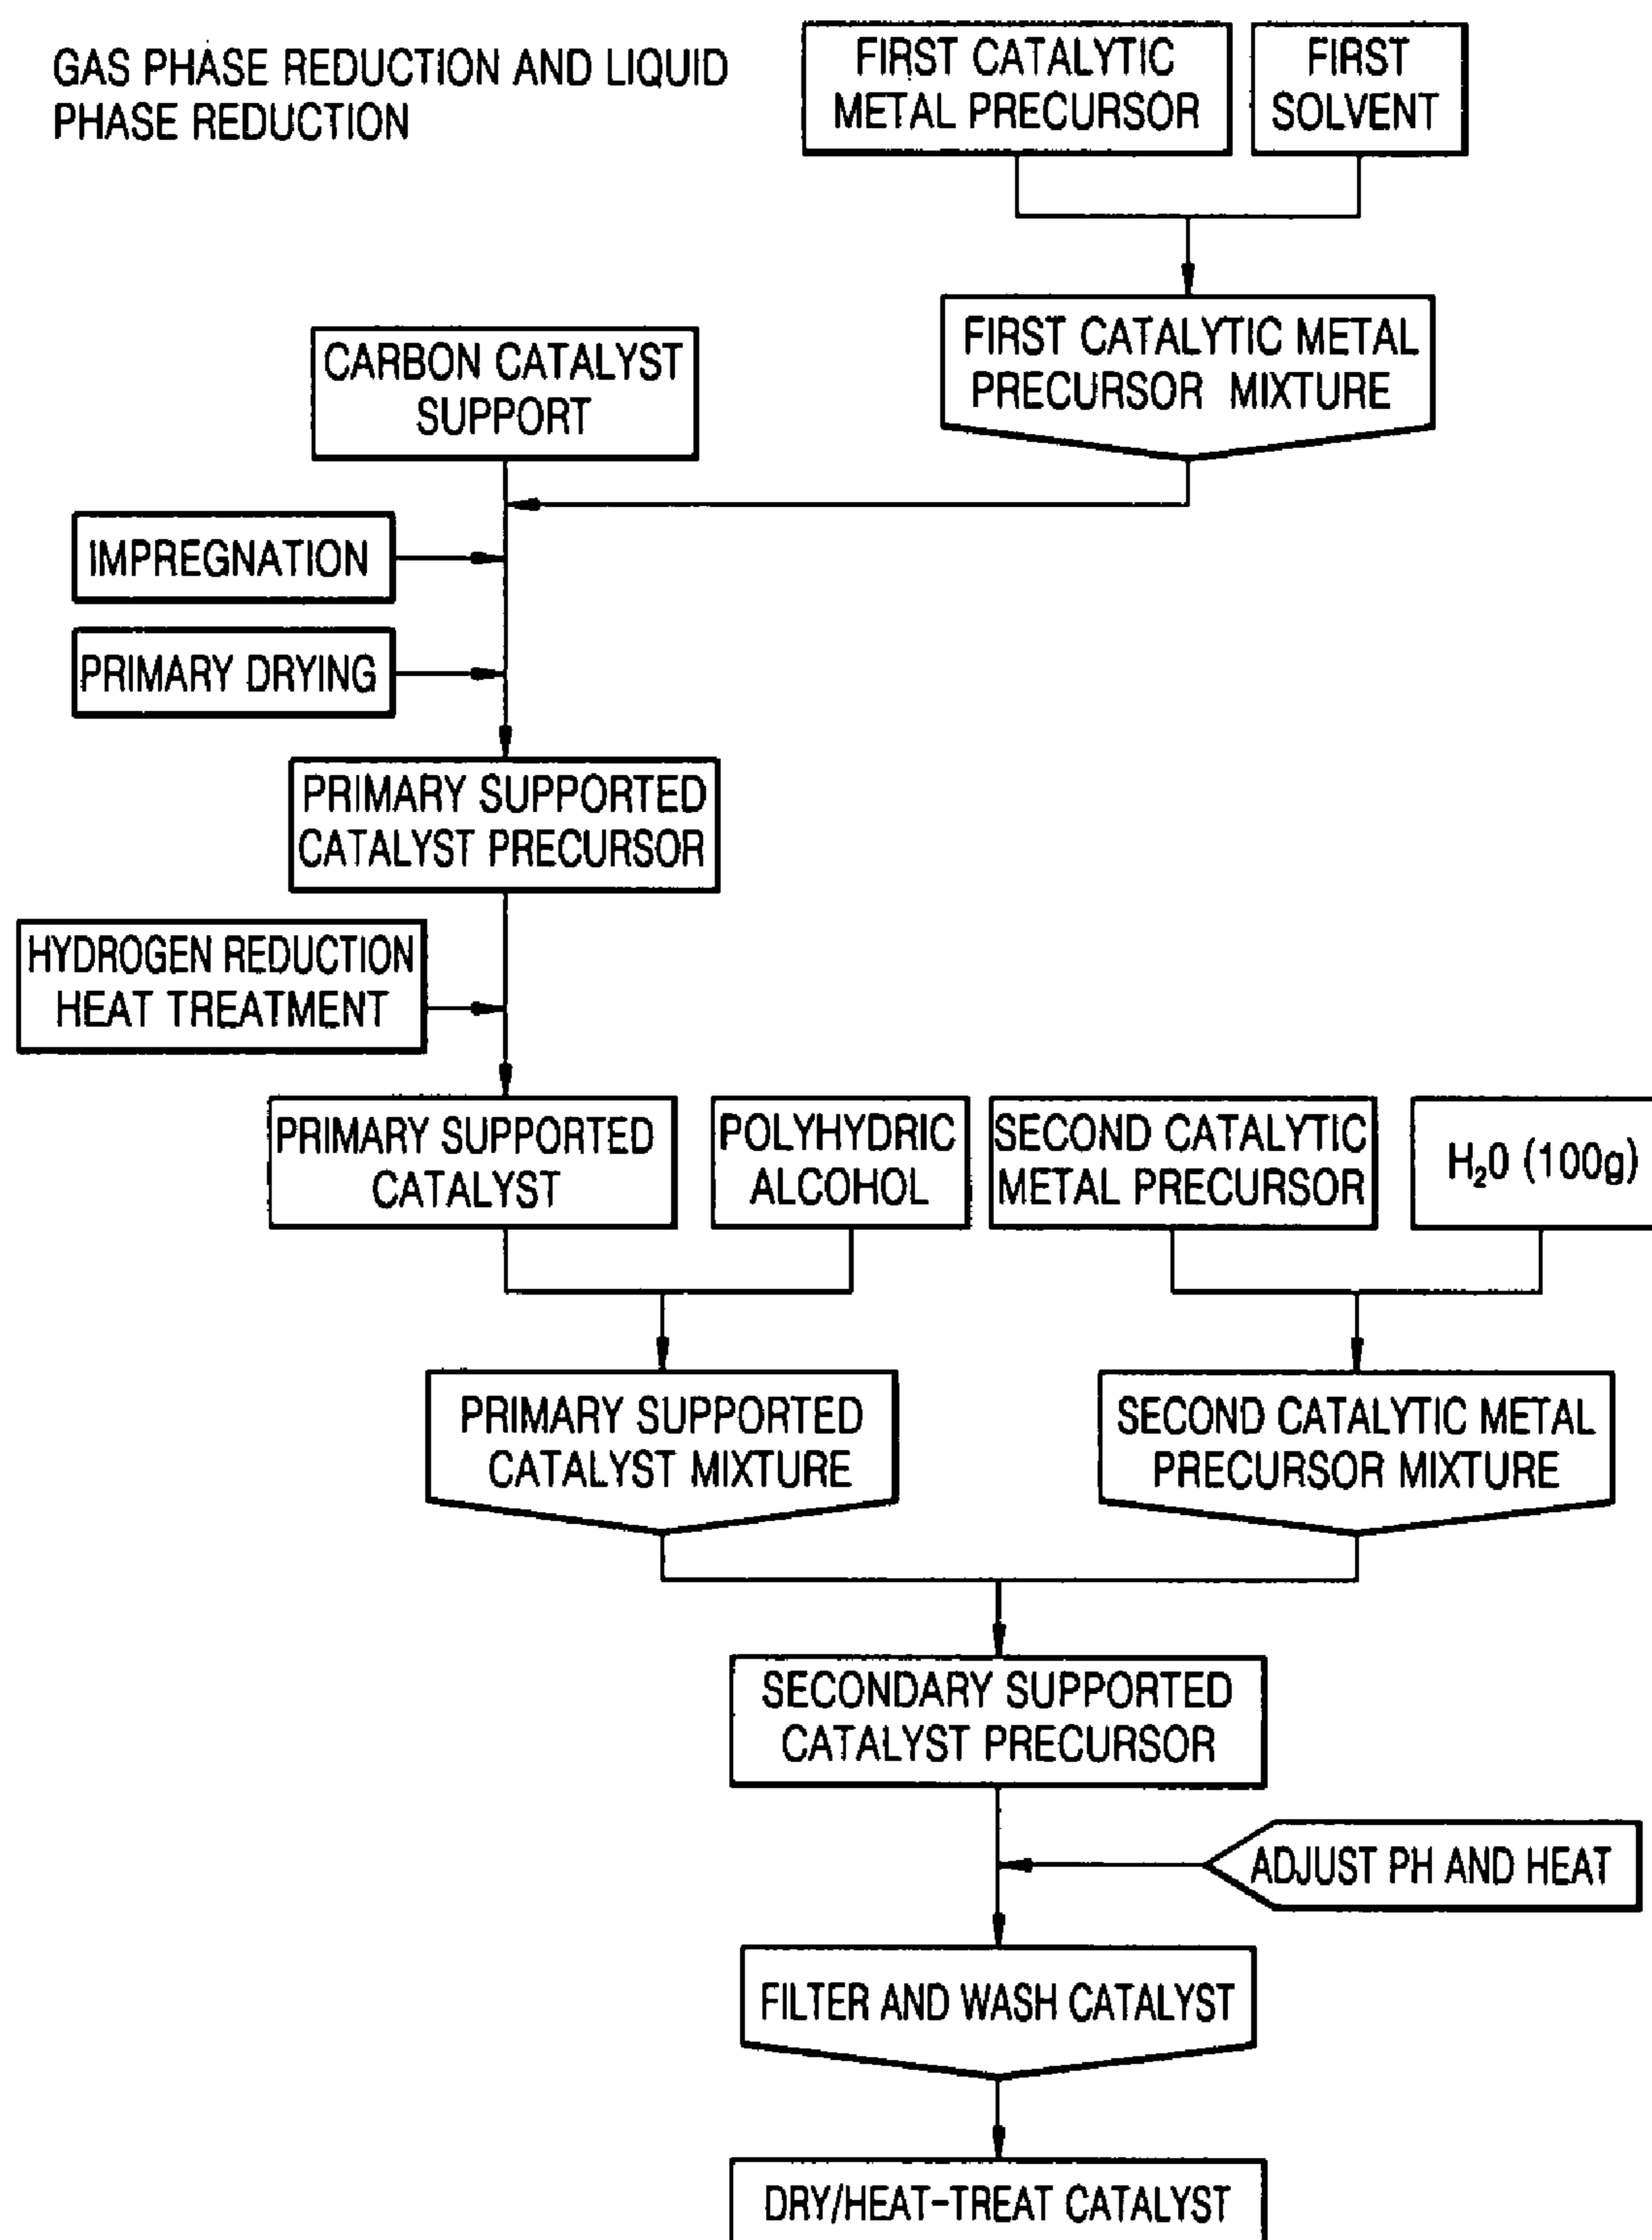 GAS PHASE REDUCTION AND LIQUID
PHASE REDUCTION
FIRST CATALYTIC
METAL PRECURSOR
FIRST
SOLVENT
FIRST CATALYTIC METAL
PRECURSOR MIXTURE
CARBON CATALYST
SUPPORT
IMPREGNATION
PRIMARY DRYING
PRIMARY SUPPORTED
CATALYST PRECURSOR
HYDROGEN REDUCTION
HEAT TREATMENT
PRIMARY SUPPORTED
CATALYST
POLYHYDRIC
ALCOHOL
SECOND CATALYTIC
METAL PRECURSOR
H₂O (100g)
PRIMARY SUPPORTED
CATALYST MIXTURE
SECOND CATALYTIC METAL
PRECURSOR MIXTURE
SECONDARY SUPPORTED
CATALYST PRECURSOR
ADJUST PH AND HEAT
FILTER AND WASH CATALYST
DRY/HEAT-TREAT CATALYST